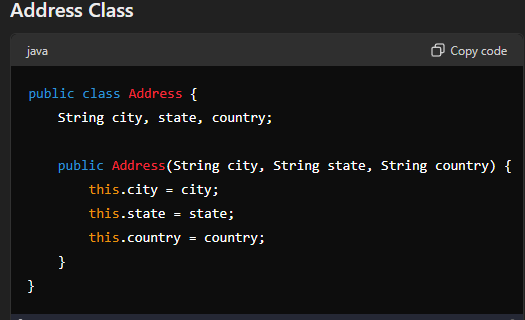 Address Class
java
Copy code
public class Address {
    String city, state, country;

    public Address(String city, String state, String country) {
        this.city = city;
        this.state = state;
        this.country = country;
    }
}